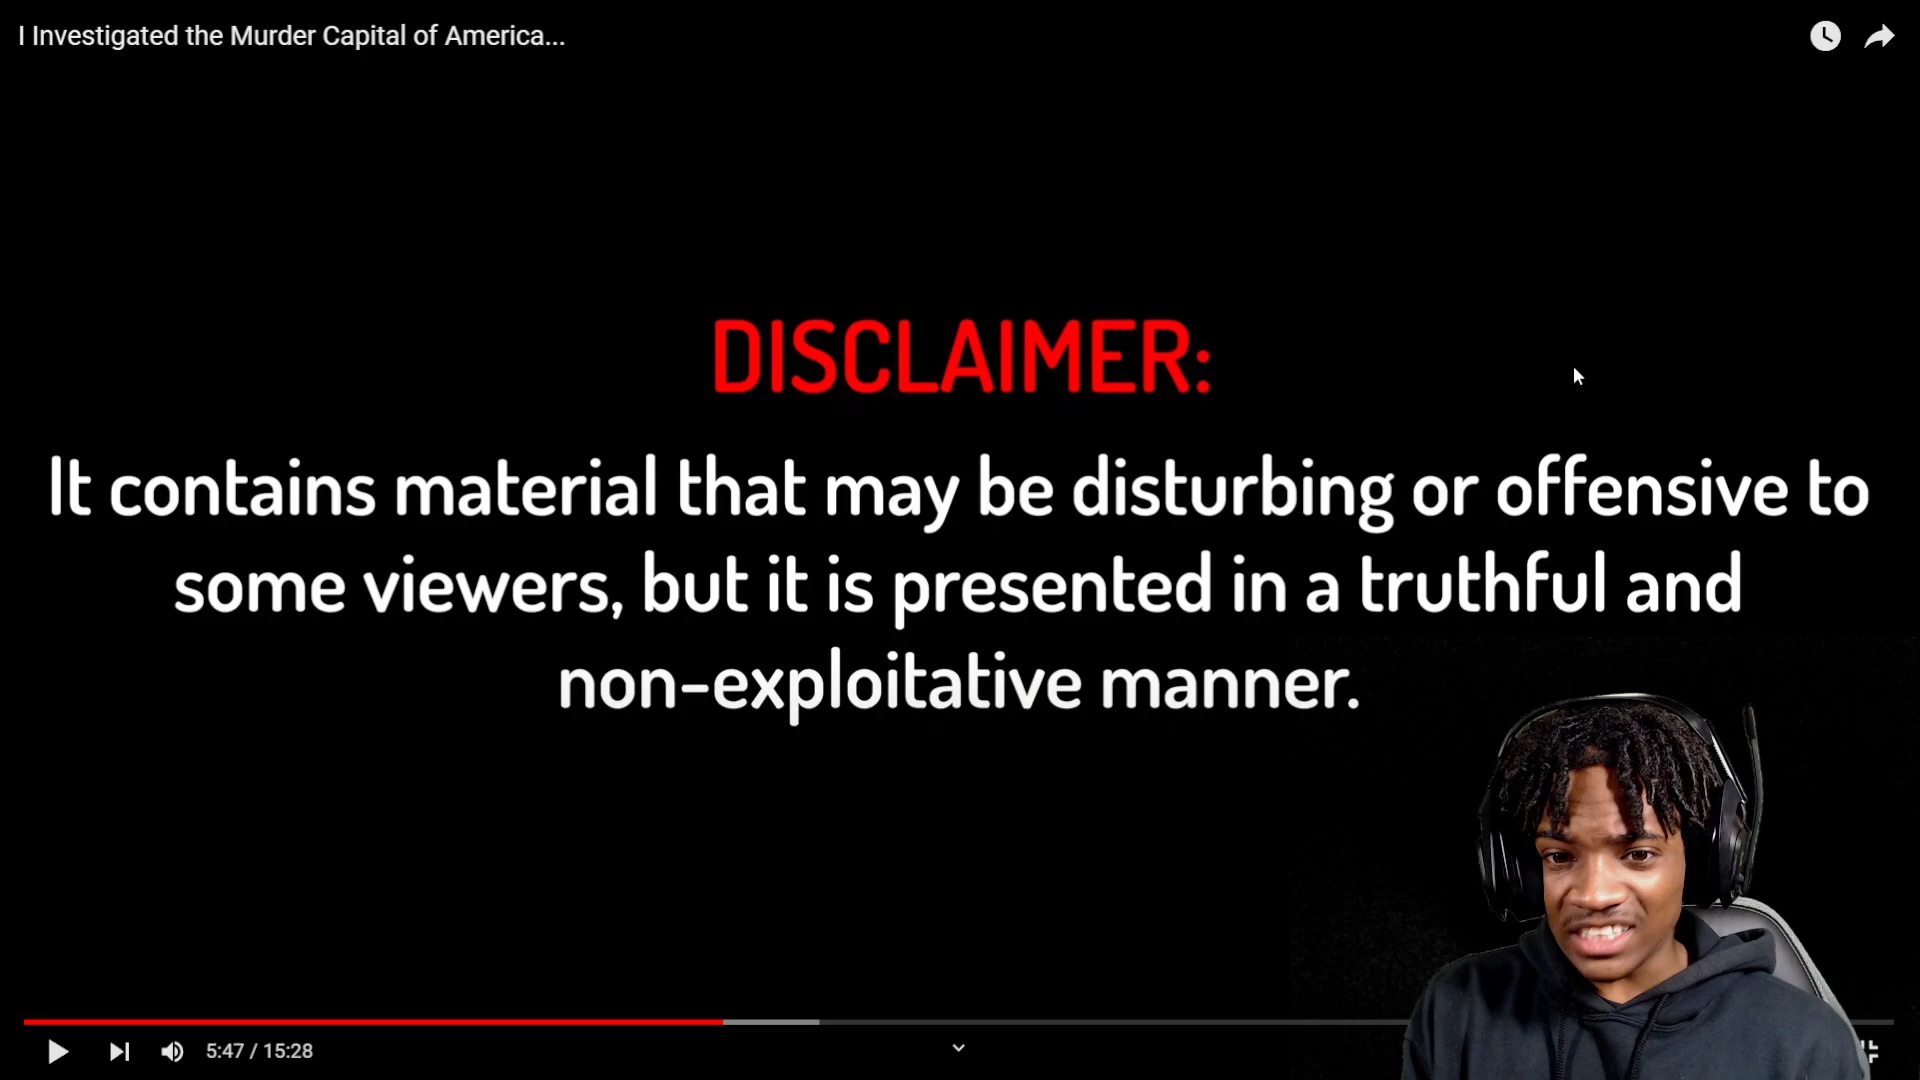 I Investigated the Murder Capital of America...
DISCLAIMER:
It contains material that may be disturbing or offensive to
some viewers, but it is presented in a truthful and
non-exploitative manner.
5:47 / 15:28